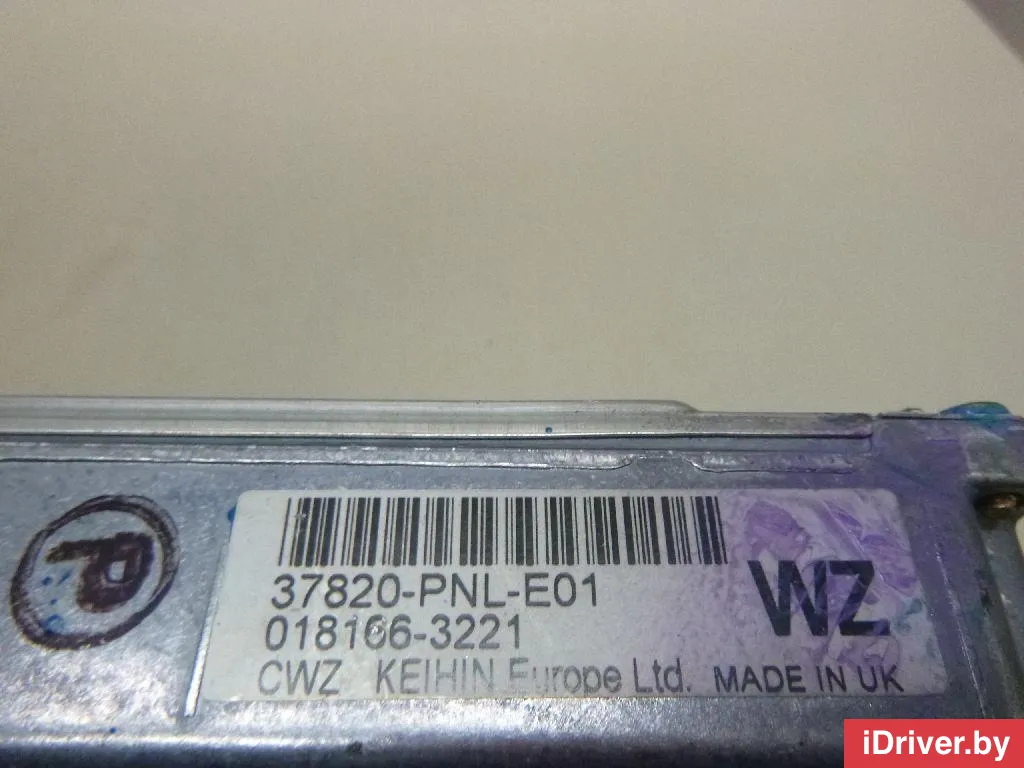 P
37820-PNL-E01
018166-3221
WZ
CWZ KEIHIN Europe Ltd. MADE IN UK
iDriver.by